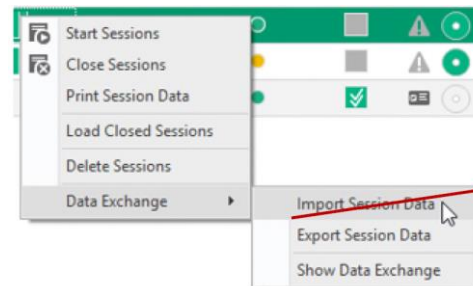 Start Sessions
Close Sessions
Print Session Data
Load Closed Sessions
Delete Sessions
Data Exchange
Import Session Data
Export Session Data
Show Data Exchange